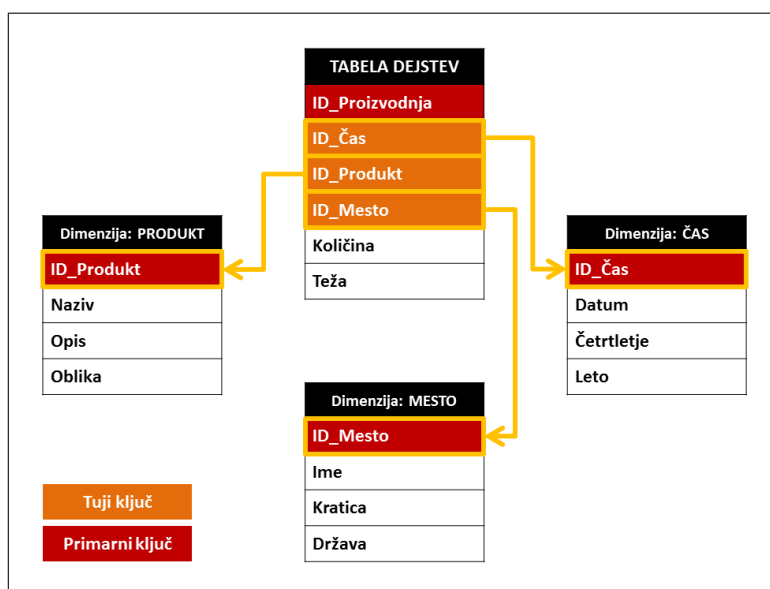 TABELA DEJSTEV
ID_Proizvodnja
ID_Čas
ID_Produkt
ID_Mesto
Količina
Teža
Dimenzija: PRODUKT
ID_Produkt
Naziv
Opis
Oblika
Dimenzija: ČAS
ID_Čas
Datum
Četrtletje
Leto
Dimenzija: MESTO
ID_Mesto
Ime
Kratica
Država
Tuji ključ
Primarni ključ